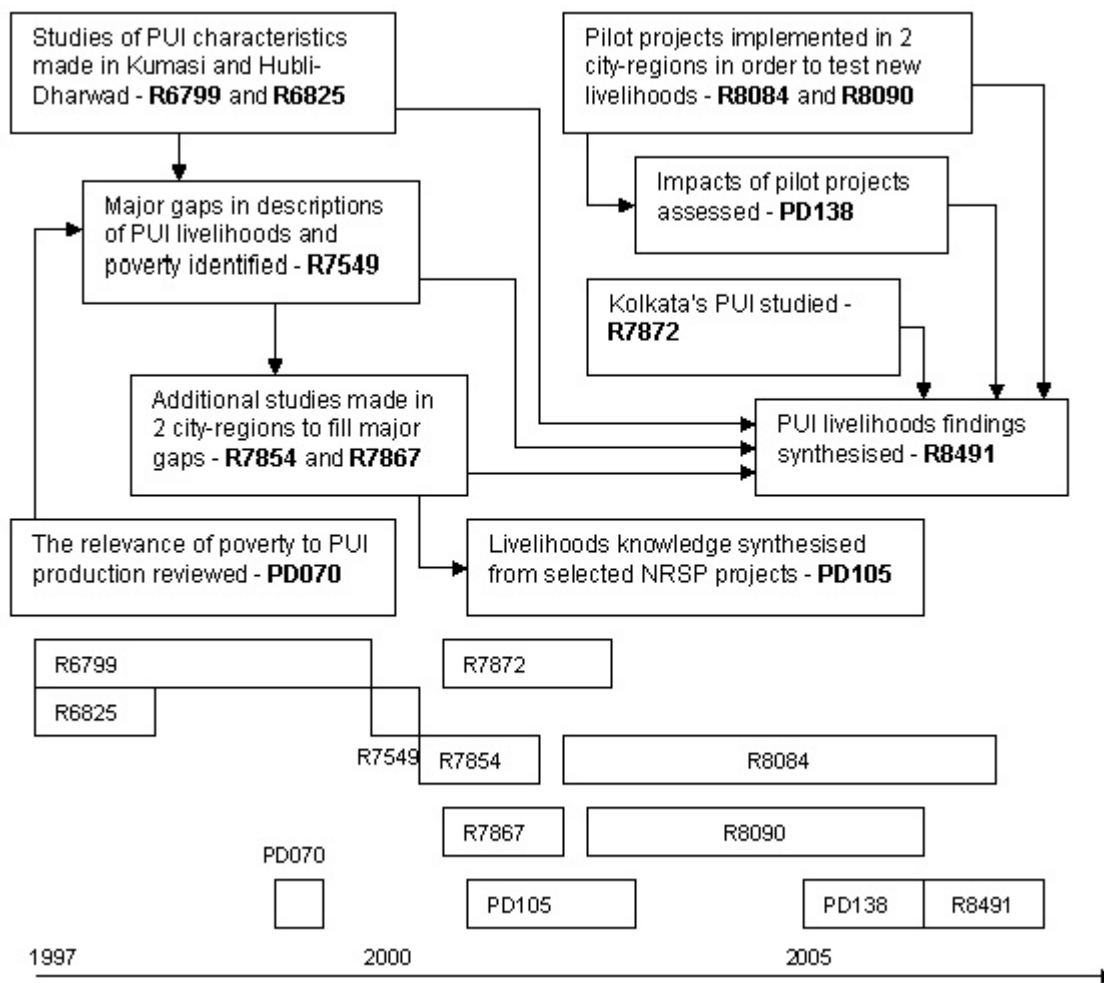 Studies of PUI characteristics
made in Kumasi and Hubli-
Dharwad - R6799 and R6825
Pilot projects implemented in 2
city-regions in order to test new
livelihoods - R8084 and R8090
Impacts of pilot projects
assessed - PD138
Major gaps in descriptions
of PUI livelihoods and
poverty identified - R7549
Kolkata's PUI studied -
R7872
Additional studies made in
2 city-regions to fill major
gaps - R7854 and R7867
PUI livelihoods findings
synthesised - R8491
The relevance of poverty to PUI
production reviewed - PD070
Livelihoods knowledge synthesised
from selected NRSP projects - PD105
R6799
R7872
R6825
R7549
R7854
R8084
R7867
R8090
PD070
PD105
PD138
R8491
1997
2000
2005